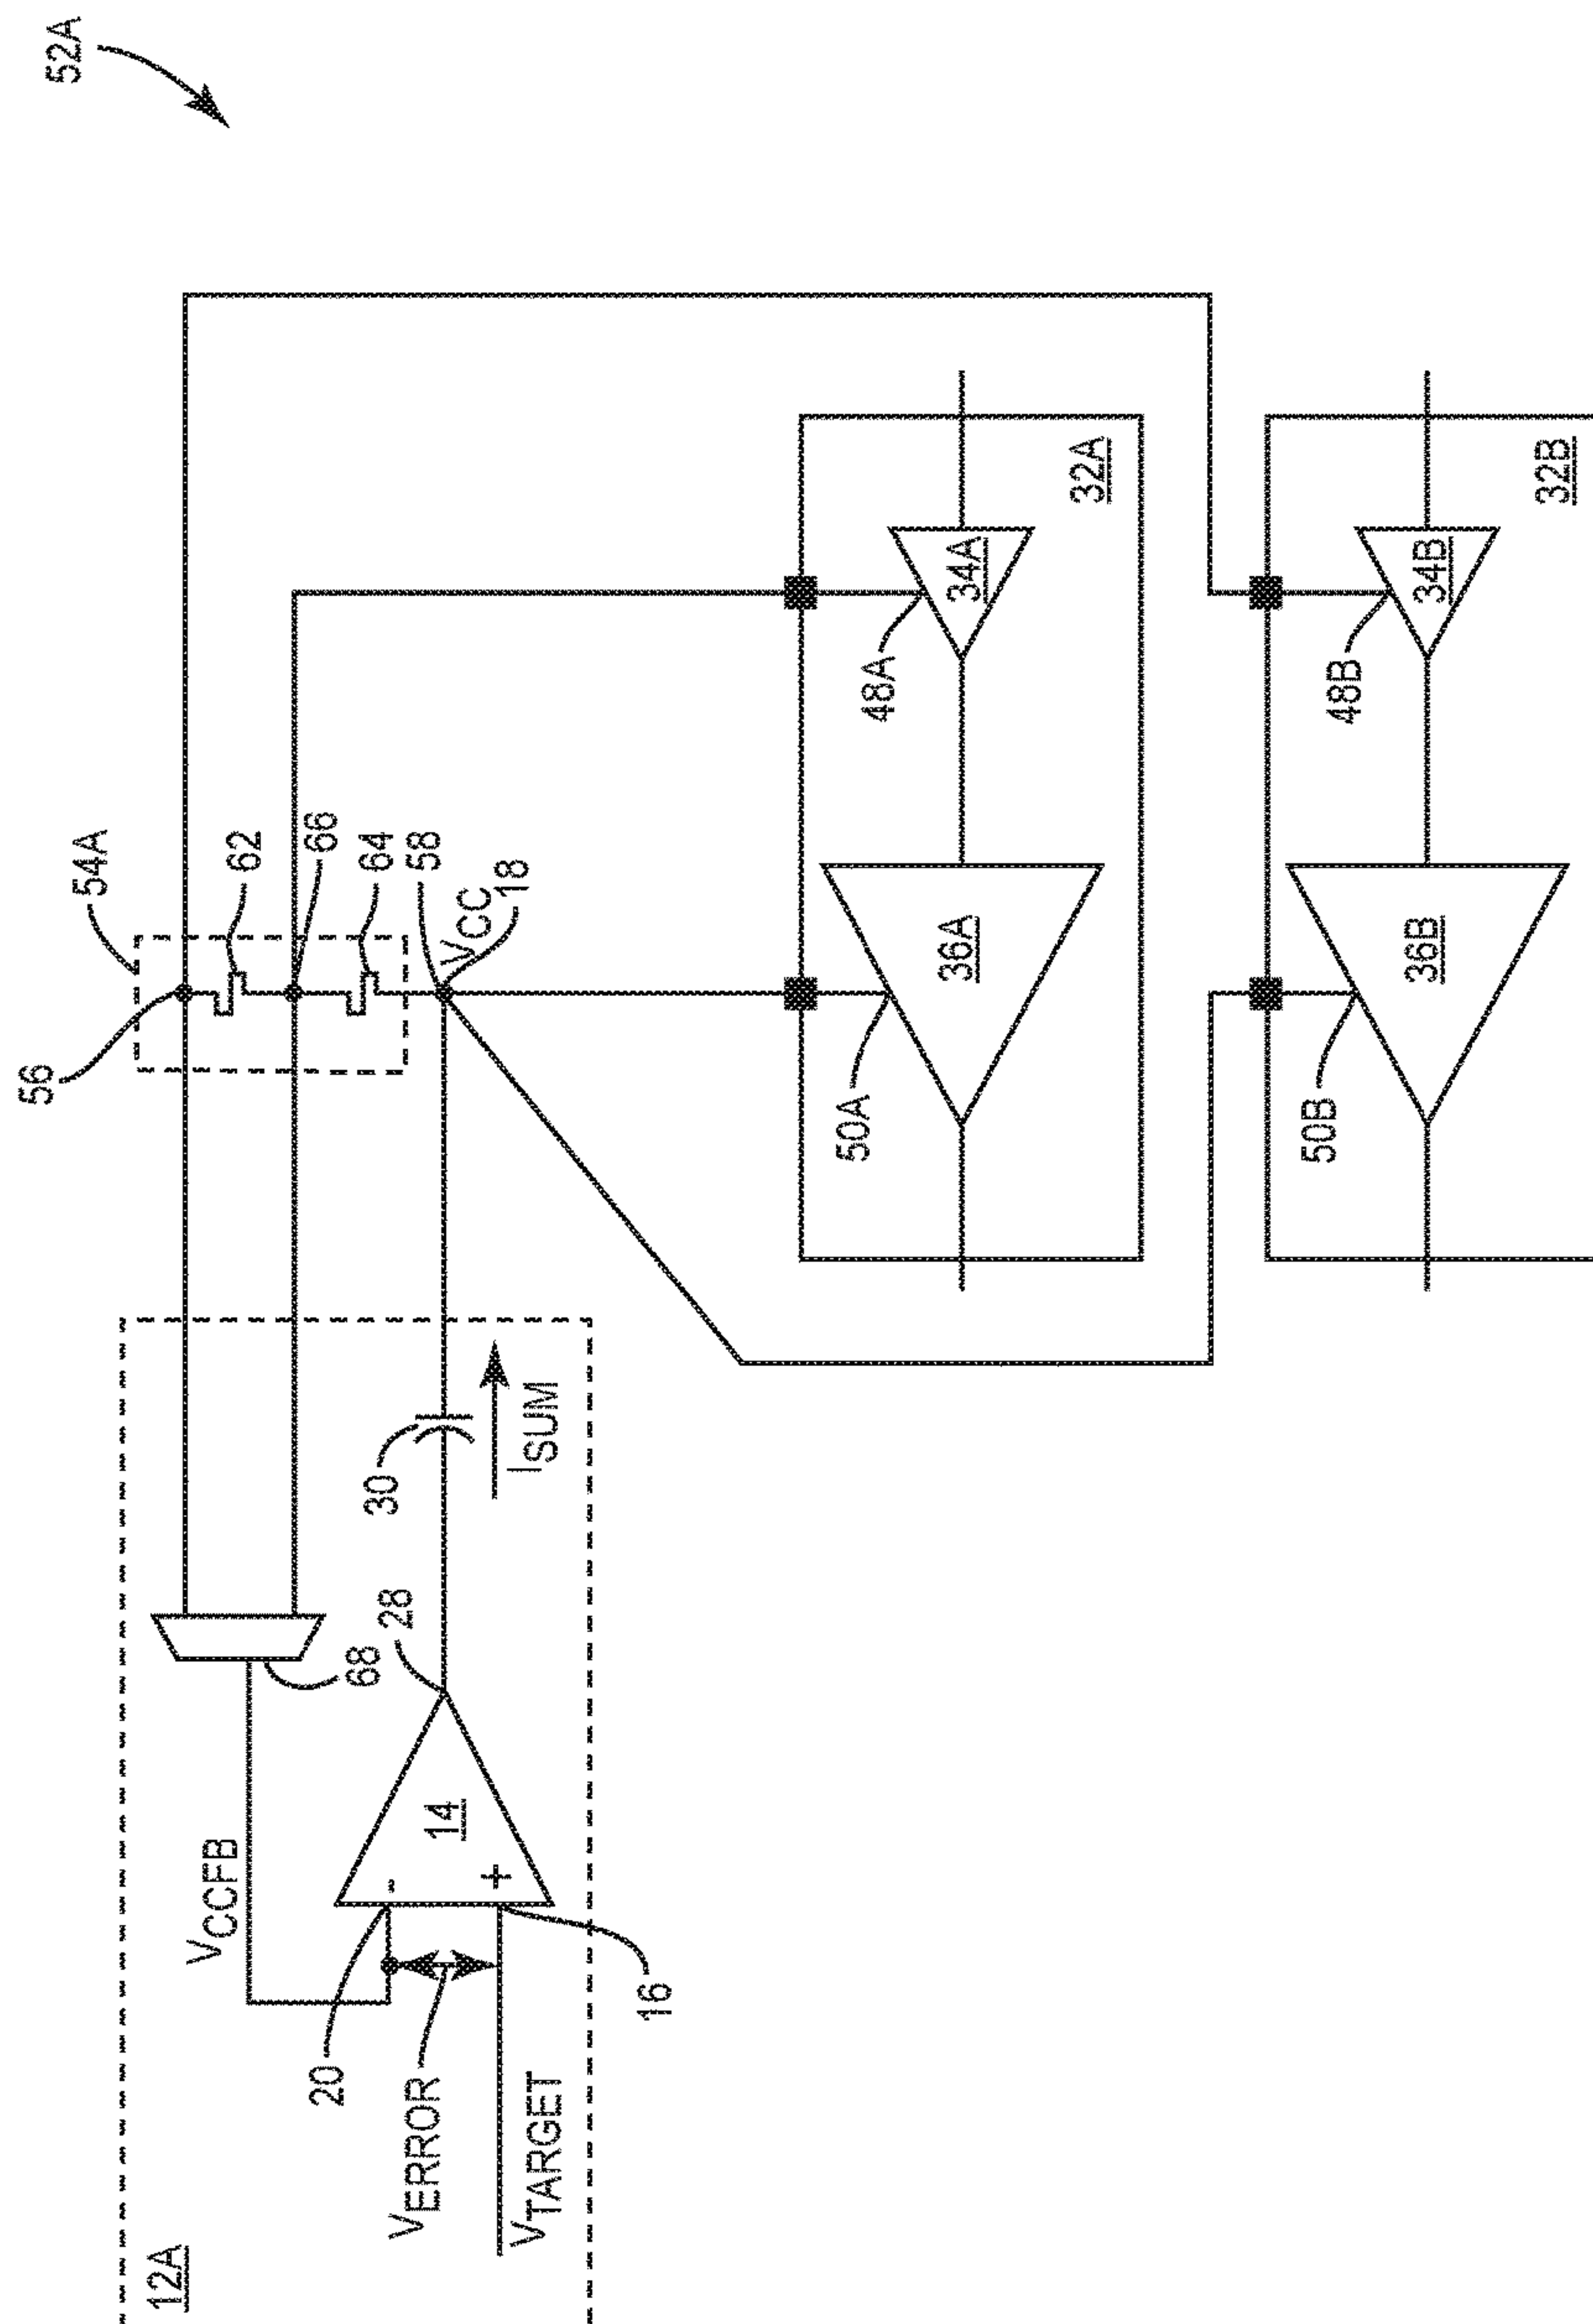 52A
56
54A
12A
VCCFB
62
66
20
68
30
64
28
VERROR
58
-
14
VCC
+
18
VTARGET
ISUM
16
50A
48A
36A
34A
32A
50B
48B
36B
34B
32B